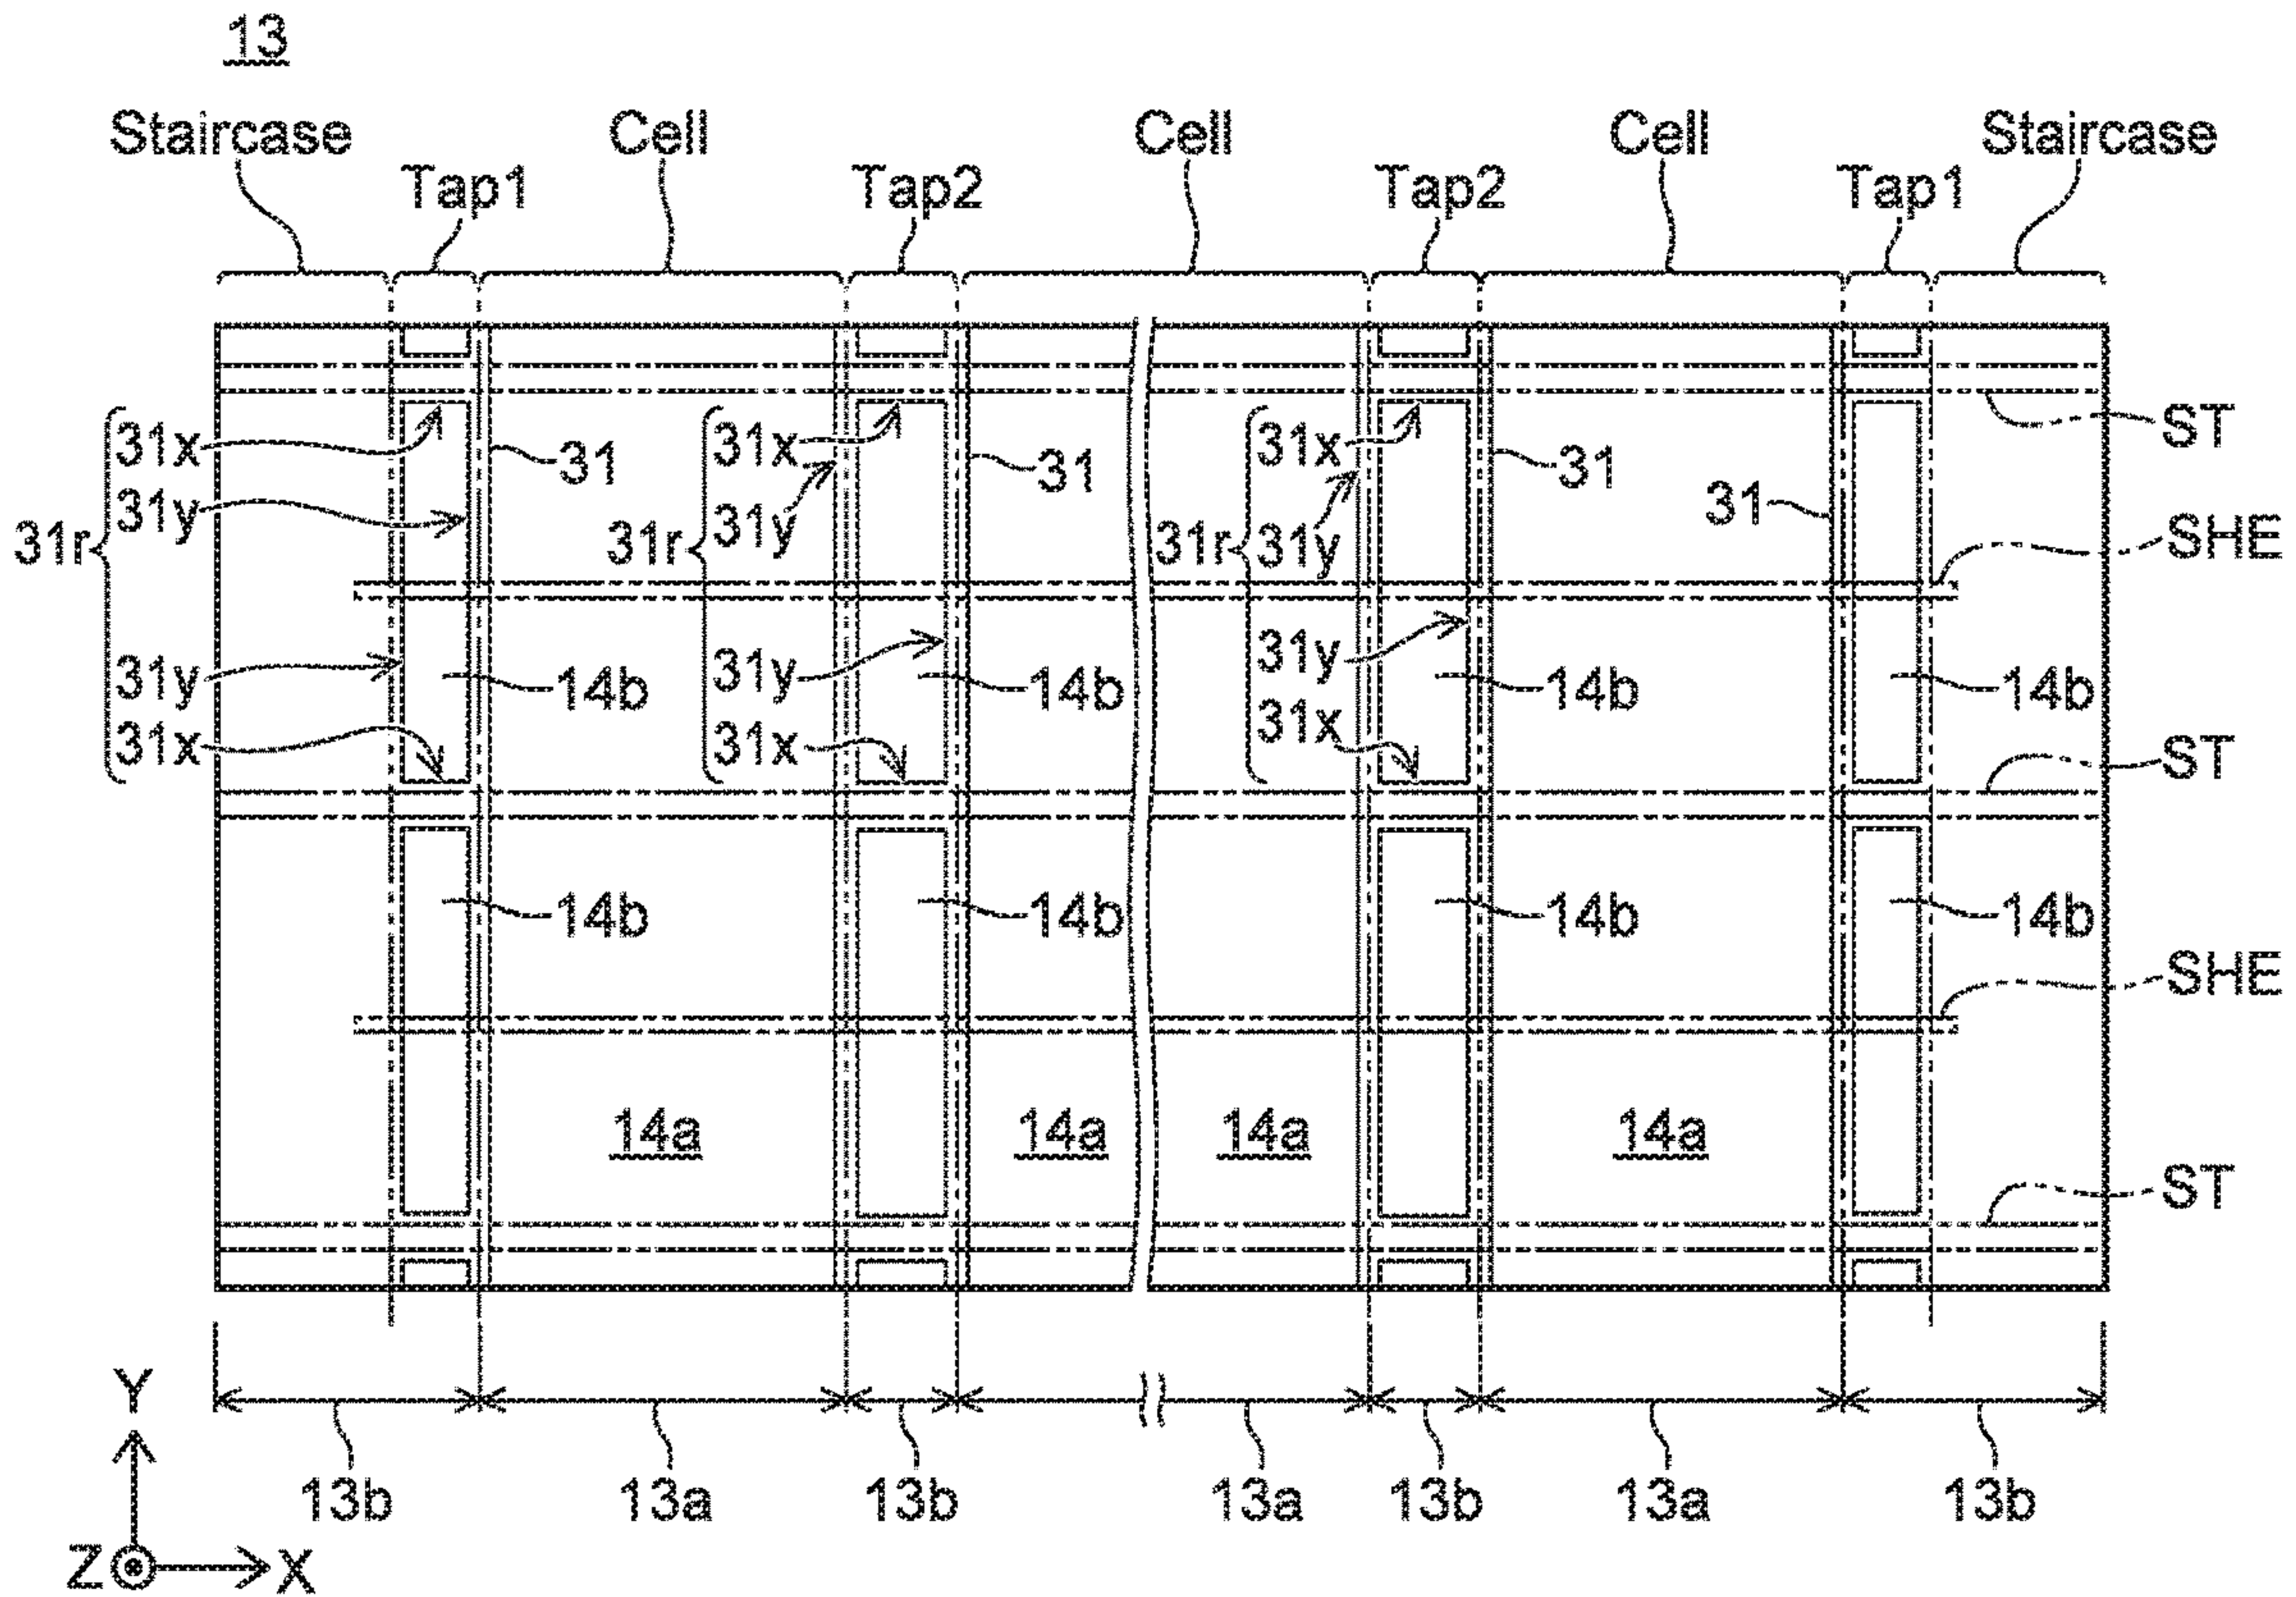 13
Staircase Cell Cell Cell Staircase
Tap1 Tap2 Tap2 Tap1
31x 31 31x 31 31x 31 ST
31y 31y 31y 31
31r 31r 31r SHE
31y 14b 31y 14b 31y 14b 14b
31x 31x 31x ST
14b 14b 14b 14b
SHE
14a 14a 14a 14a
ST
Y
13b 13a 13b 13a 13b 13a 13b
Z X